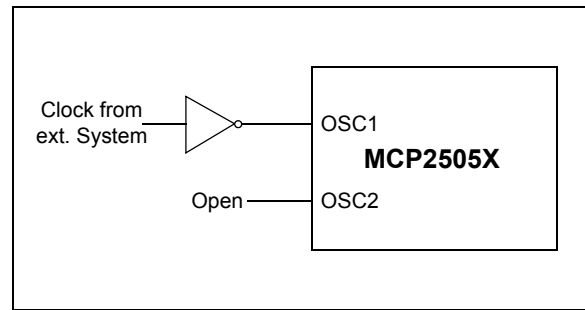 Clock from
ext. System
OSC1
MCP2505X
Open
OSC2